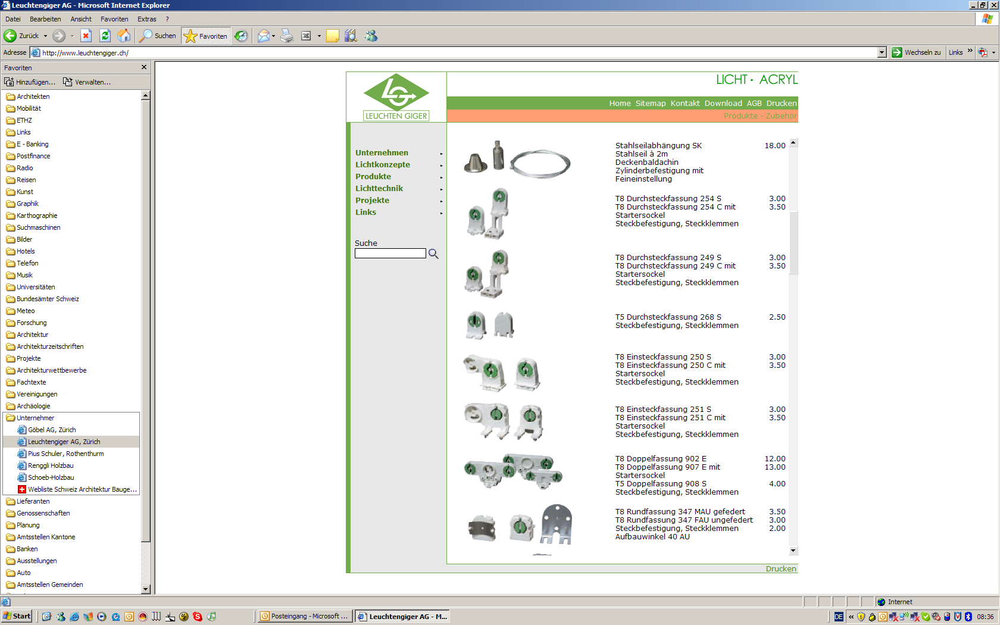 Leuchtengiger AG - Microsoft Internet Explorer
Datei Bearbeiten Ansicht Favoriten Extras ?
Zurück Suchen Favoriten
Adresse http://www.leuchtengiger.ch/ Wechseln zu Links »
Favoriten
Hinzufügen... Verwalten...
Architekten
Mobilität
ETHZ
Links
E - Banking
Postfinance
Radio
Reisen
Kunst
Graphik
Karthographie
Suchmaschinen
Bilder
Hotels
Telefon
Musik
Universitäten
Bundesämter Schweiz
Meteo
Forschung
Architektur
Architekturzeitschriften
Projekte
Architekturwettbewerbe
Fachtexte
Vereinigungen
Archäologie
Unternehmer
Göbel AG, Zürich
Leuchtengiger AG, Zürich
Pius Schuler, Rothenthurm
Renggli Holzbau
Schoeb-Holzbau
Webliste Schweiz Architektur Bauge...
Lieferanten
Genossenschaften
Planung
Amtsstellen Kantone
Banken
Ausstellungen
Auto
Amtsstellen Gemeinden
LG
LEUCHTEN GIGER
LICHT · ACRYL
Home Sitemap Kontakt Download AGB Drucken
Produkte - Zubehör
Unternehmen
Lichtkonzepte
Produkte
Lichttechnik
Projekte
Links
Suche
Stahlseilabhängung SK 18.00
Stahlseil à 2m
Deckenbaldachin
Zylinderbefestigung mit
Feineinstellung
T8 Durchsteckfassung 254 S 3.00
T8 Durchsteckfassung 254 C mit 3.50
Startersockel
Steckbefestigung, Steckklemmen
T8 Durchsteckfassung 249 S 3.00
T8 Durchsteckfassung 249 C mit 3.50
Startersockel
Steckbefestigung, Steckklemmen
T5 Durchsteckfassung 268 S 2.50
Steckbefestigung, Steckklemmen
T8 Einsteckfassung 250 S 3.00
T8 Einsteckfassung 250 C mit 3.50
Startersockel
Steckbefestigung, Steckklemmen
T8 Einsteckfassung 251 S 3.00
T8 Einsteckfassung 251 C mit 3.50
Startersockel
Steckbefestigung, Steckklemmen
T8 Doppelfassung 902 E 12.00
T8 Doppelfassung 907 E mit 13.00
Startersockel
T5 Doppelfassung 908 S 4.00
Steckbefestigung, Steckklemmen
T8 Rundfassung 347 MAU gefedert 3.50
T8 Rundfassung 347 FAU ungefedert 3.00
Steckbefestigung, Steckklemmen 2.00
Aufbauwinkel 40 AU
Drucken
Internet
Start Posteingang - Microsoft ... Leuchtengiger AG - M... DE « 08:36